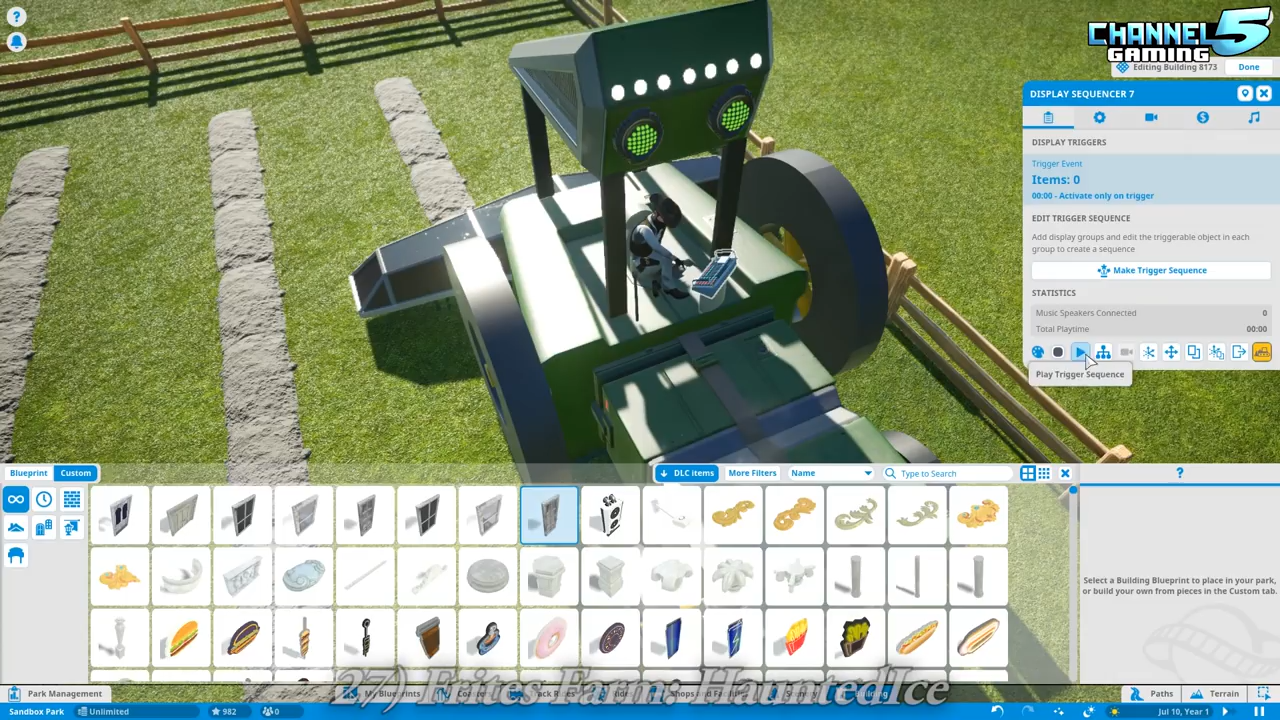 CHANNEL 5
GAMING
Editing Building 8173
Done
DISPLAY SEQUENCER 7
DISPLAY TRIGGERS
Trigger Event
Items: 0
00:00 - Activate only on trigger
EDIT TRIGGER SEQUENCE
Add display groups and edit the triggerable object in each
group to create a sequence
Make Trigger Sequence
STATISTICS
Music Speakers Connected 0
Total Playtime 00:00
Play Trigger Sequence
Blueprint Custom DLC items More Filters Name Type to Search ?
Select a Building Blueprint to place in your park,
or build your own from pieces in the Custom tab.
27) Frites Farm: HauntedIce
Park Management My Blueprints Shops and Building Paths Terrain
Sandbox Park Unlimited 982 0 Jul 10, Year 1